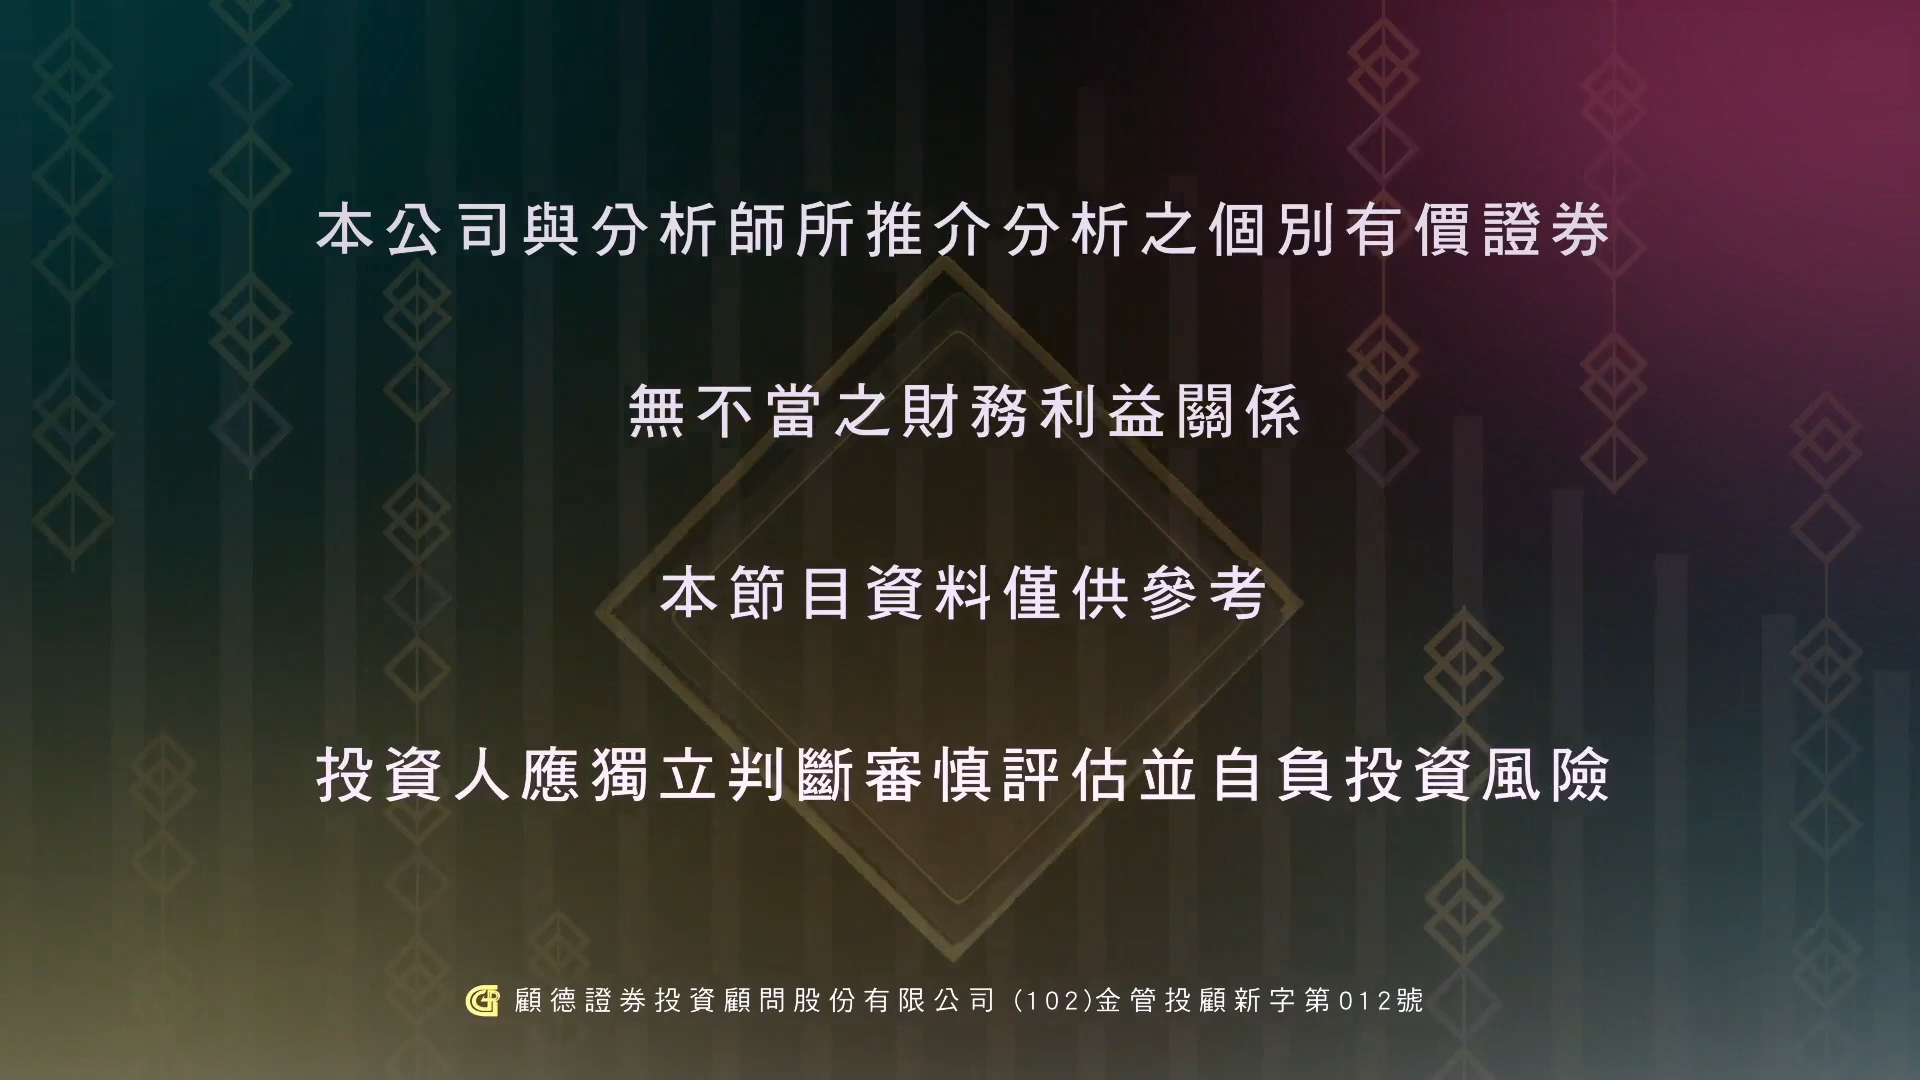 本公司與分析師所推介分析之個別有價證券
無不當之財務利益關係
本節目資料僅供參考
投資人應獨立判斷審慎評估並自負投資風險
顧德證券投資顧問股份有限公司 (102)金管投顧新字第012號